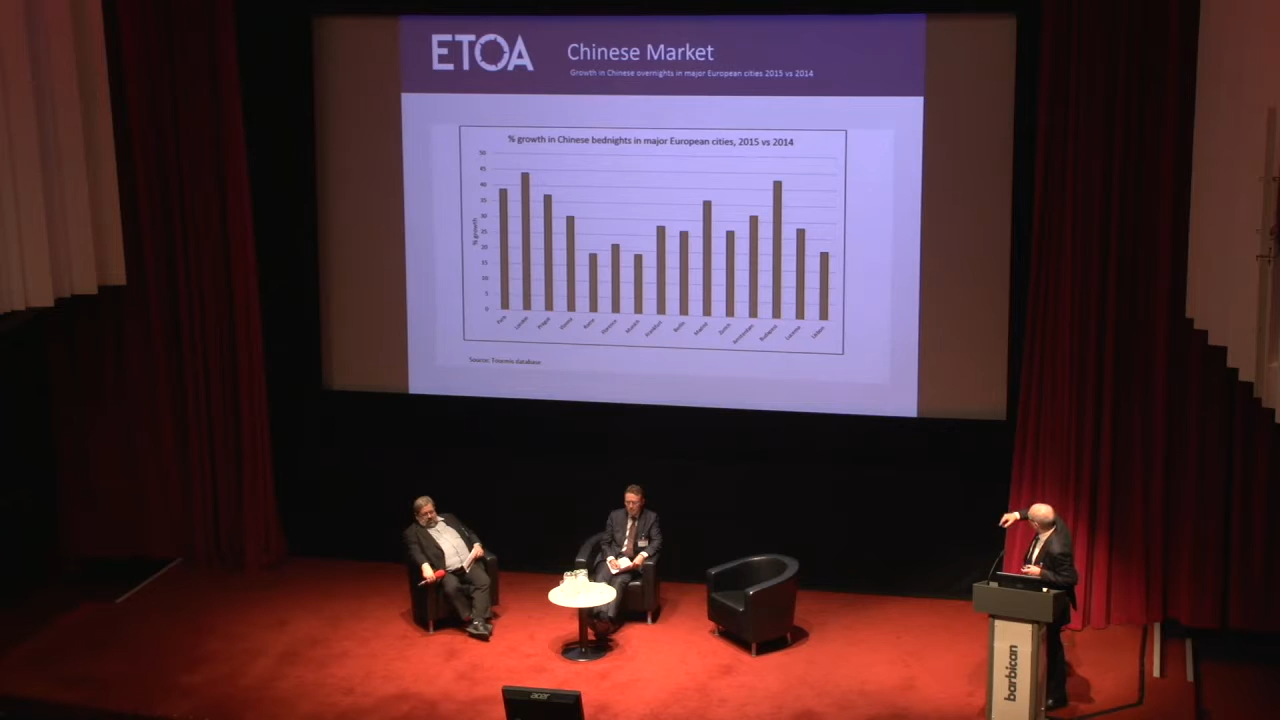 ETOA
Chinese Market
Growth in Chinese overnights in major European cities 2015 vs 2014
% growth in Chinese bednights in major European cities, 2015 vs 2014
50
45
40
35
30
25
20
15
10
5
0
% growth
Paris London Prague Vienna Rome Munich Frankfurt Berlin Madrid Zurich Amsterdam Budapest Lisbon
Source: Tourmis database
acer
barbican